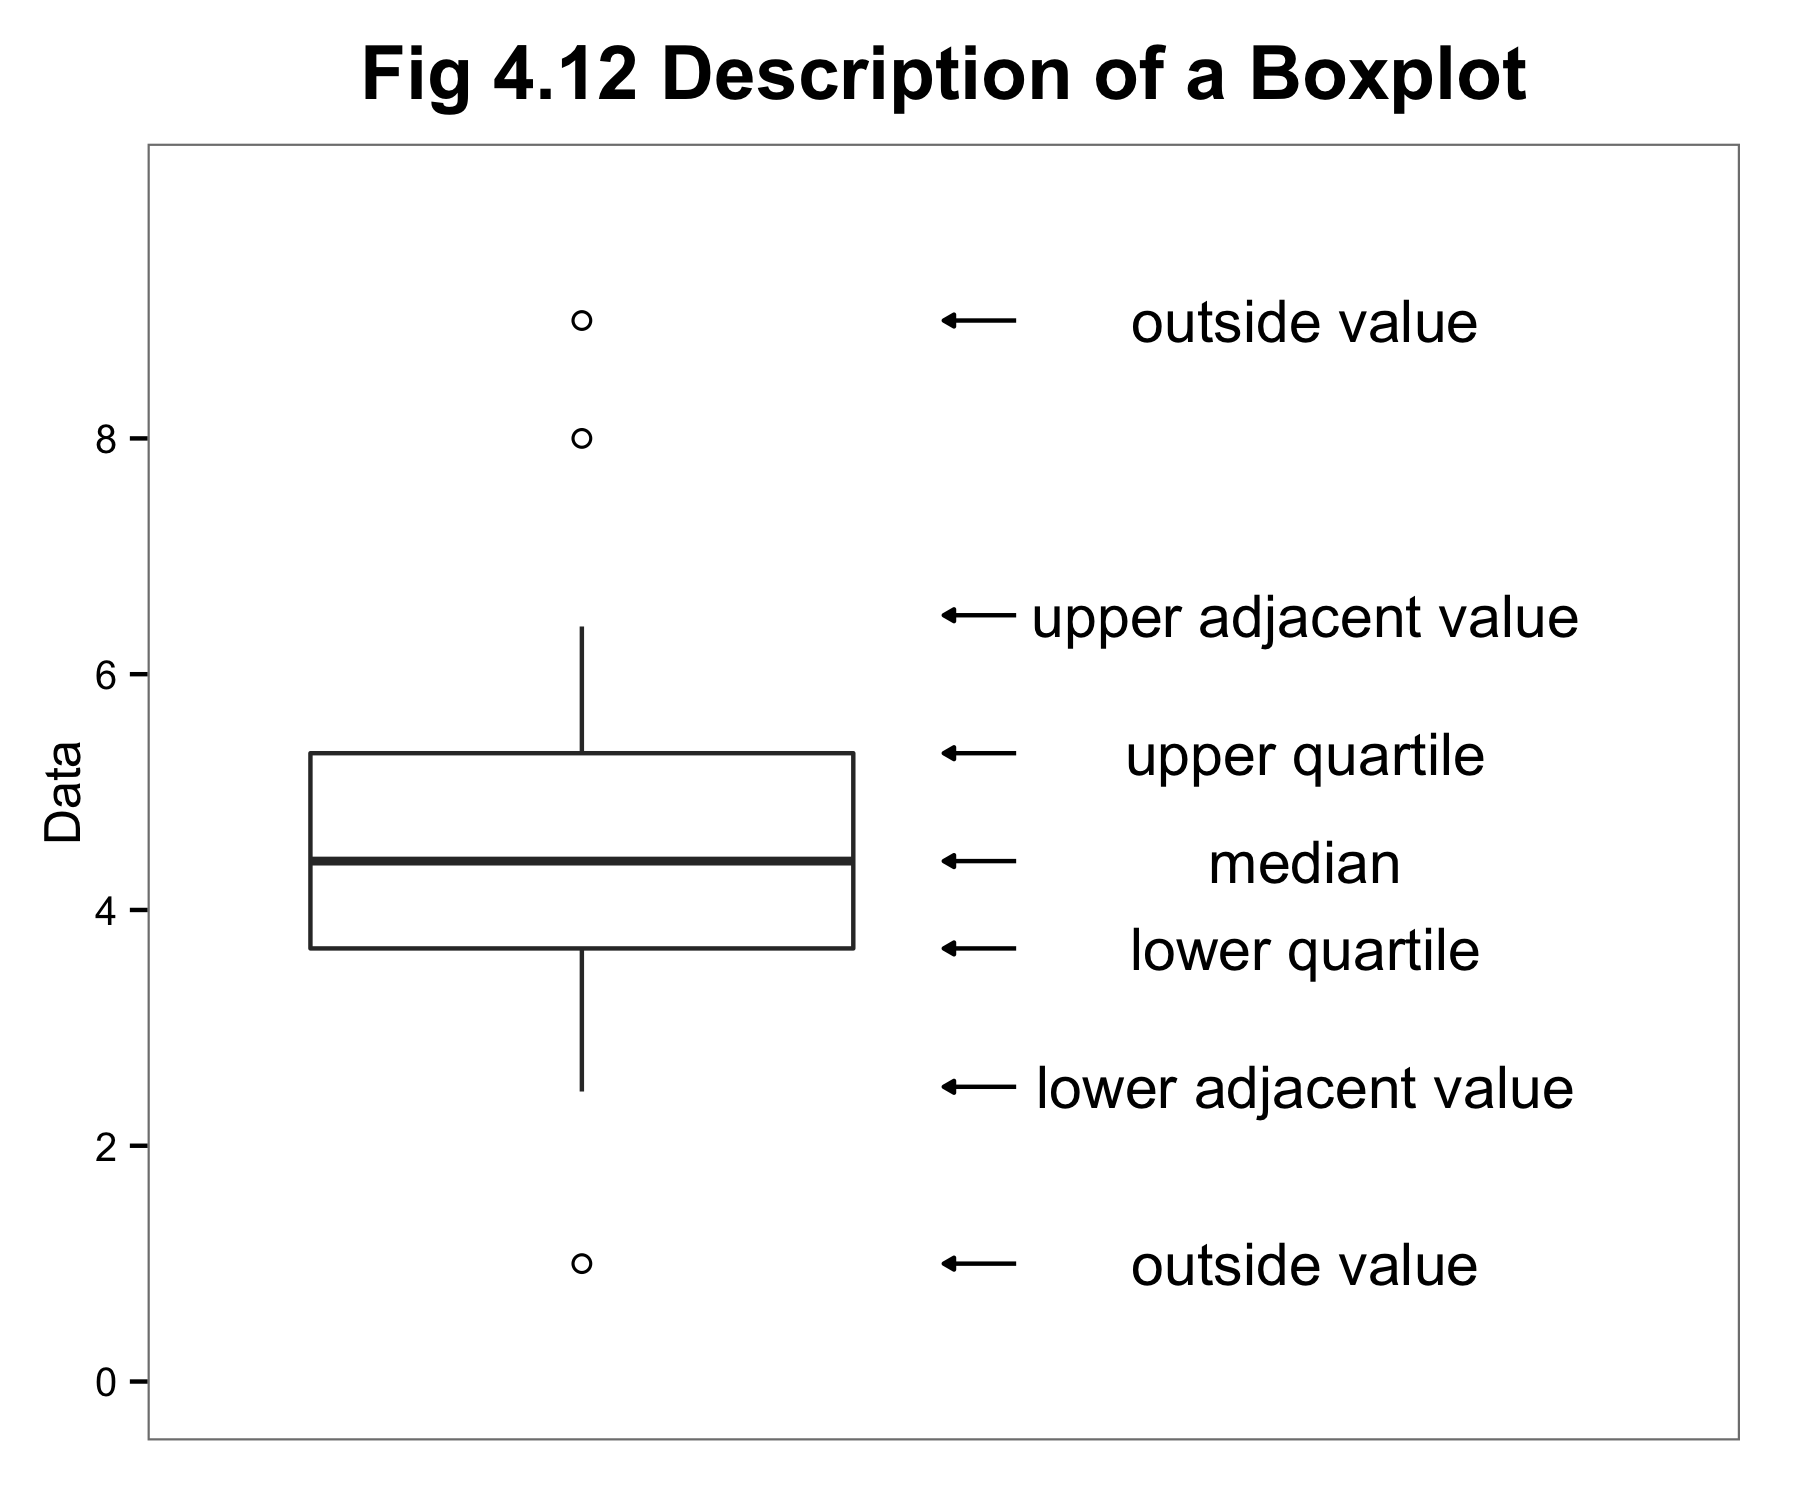 Fig 4.12 Description of a Boxplot
outside value
8
upper adjacent value
6
upper quartile
Data
median
4
lower quartile
lower adjacent value
2
outside value
0